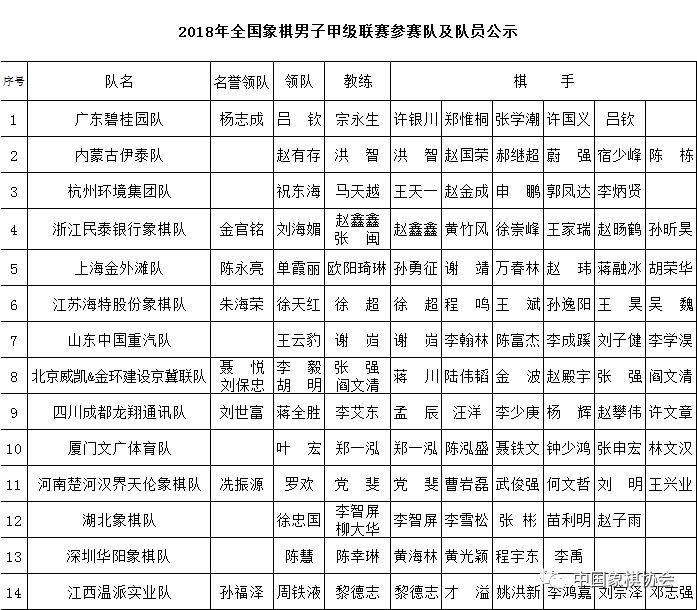 2018年全国象棋男子甲级联赛参赛队及队员公示
序号 队名 名誉领队 领队 教练 棋 手
1 广东碧桂园队 杨志成 吕 钦 宗永生 许银川 郑惟桐 张学潮 许国义 吕钦
2 内蒙古伊泰队 赵有存 洪 智 洪 智 赵国荣 郝继超 蔚 强 宿少峰 陈 栋
3 杭州环境集团队 祝东海 马天越 王天一 赵金成 申 鹏 郭凤达 李炳贤
4 浙江民泰银行象棋队 金官铭 刘海媚 赵鑫鑫 张 闽 赵鑫鑫 黄竹风 徐崇峰 王家瑞 赵旸鹤 孙昕昊
5 上海金外滩队 陈永亮 单霞丽 欧阳琦琳 孙勇征 谢 靖 万春林 赵 玮 蒋融冰 胡荣华
6 江苏海特股份象棋队 朱海荣 徐天红 徐 超 徐 超 程 鸣 王 斌 孙逸阳 王 昊 吴 魏
7 山东中国重汽队 王云豹 谢 岿 谢 岿 李翰林 陈富杰 李成蹊 刘子健 李学淏
8 北京威凯&金环建设京冀联队 聂 悦 刘保忠 李 毅 胡 明 张 强 阎文清 蒋 川 陆伟韬 金 波 赵殿宇 张 强 阎文清
9 四川成都龙翔通讯队 刘世富 蒋全胜 李艾东 孟 辰 汪洋 李少庚 杨 辉 赵攀伟 许文章
10 厦门文广体育队 叶 宏 郑一泓 郑一泓 陈泓盛 聂铁文 钟少鸿 张申宏 林文汉
11 河南楚河汉界天伦象棋队 冼振源 罗欢 党 斐 党 斐 曹岩磊 武俊强 何文哲 刘 明 王兴业
12 湖北象棋队 徐忠国 李智屏 柳大华 李智屏 李雪松 张 彬 苗利明 赵子雨
13 深圳华阳象棋队 陈慧 陈幸琳 黄海林 黄光颖 程宇东 李禹
14 江西温派实业队 孙福泽 周铁液 黎德志 黎德志 才 溢 姚洪新 李鸿嘉 刘宗泽 邓志强
中国象棋协会